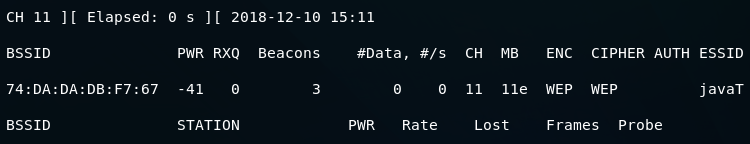 CH 11 ][ Elapsed: 0 s ][ 2018-12-10 15:11
BSSID PWR RXQ Beacons #Data, #/s CH MB ENC CIPHER AUTH ESSID
74:DA:DA:DB:F7:67 -41 0 3 0 0 11 11e WEP WEP javaT
BSSID STATION PWR Rate Lost Frames Probe